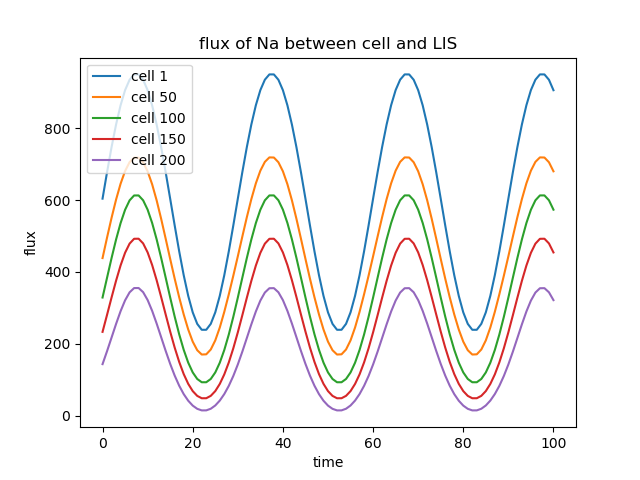 flux of Na between cell and LIS
cell 1
cell 50
cell 100
cell 150
cell 200
800
600
400
200
0
flux
0 20 40 60 80 100
time